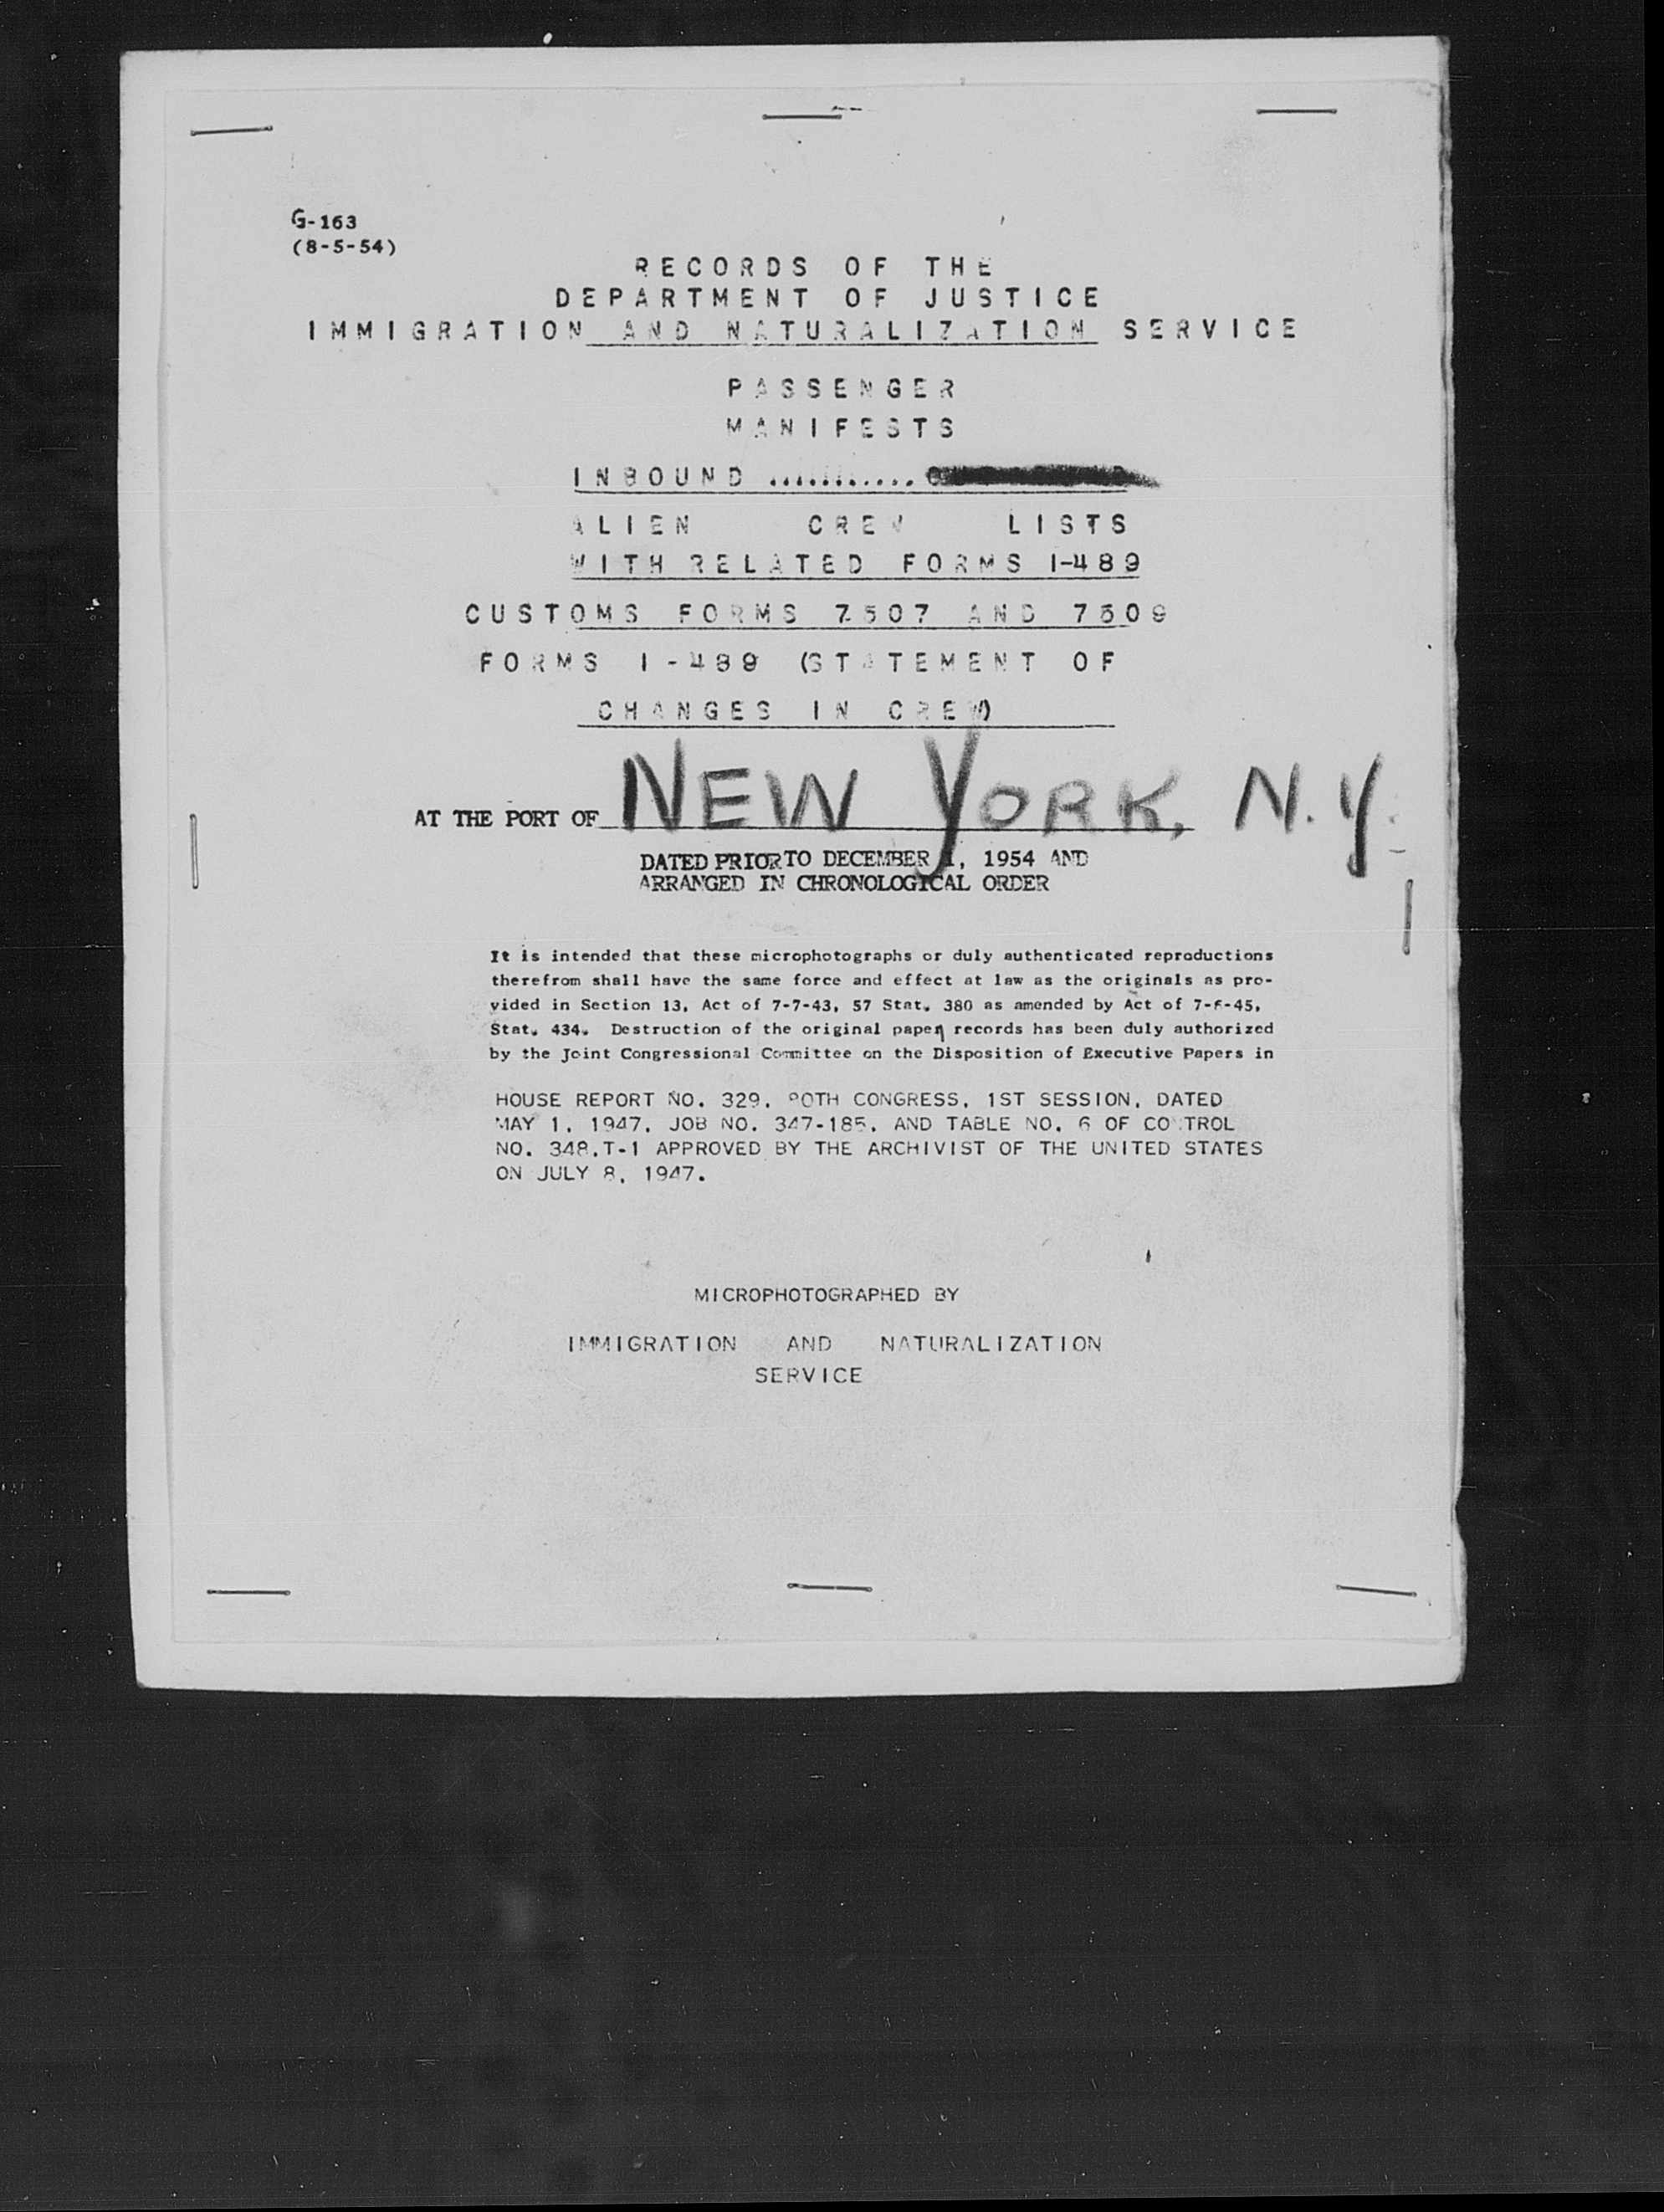 G-163
(8-5-54)
RECORDS OF THE
DEPARTMENT OF JUSTICE
IMMIGRATION AND NATURALIZATION SERVICE
PASSENGER
MANIFESTS
INBOUND ............
ALIEN CREW LISTS
WITH RELATED FORMS I-489
CUSTOMS FORMS 7507 AND 7509
FORMS I-489 (STATEMENT OF
CHANGES IN CREW)
AT THE PORT OF NEW YORK, N.Y.
DATED PRIOR TO DECEMBER 1, 1954 AND
ARRANGED IN CHRONOLOGICAL ORDER
It is intended that these microphotographs or duly authenticated reproductions
therefrom shall have the same force and effect at law as the originals as pro-
vided in Section 13, Act of 7-7-43, 57 Stat. 380 as amended by Act of 7-6-45,
Stat. 434. Destruction of the original paper records has been duly authorized
by the Joint Congressional Committee on the Disposition of Executive Papers in
HOUSE REPORT NO. 329, 80TH CONGRESS, 1ST SESSION, DATED
MAY 1, 1947, JOB NO. 347-185, AND TABLE NO. 6 OF CONTROL
NO. 348.T-1 APPROVED BY THE ARCHIVIST OF THE UNITED STATES
ON JULY 8, 1947.
MICROPHOTOGRAPHED BY
IMMIGRATION AND NATURALIZATION
SERVICE